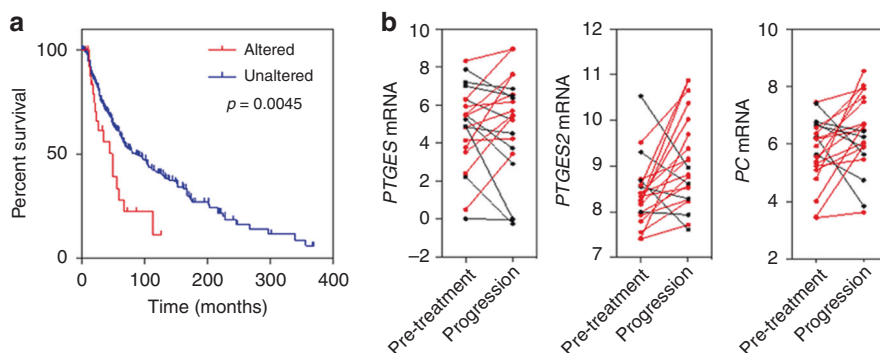 a
Percent survival
100
50
0
0 100 200 300 400
Time (months)
Altered
Unaltered
p = 0.0045
b
PTGES mRNA
10
8
6
4
2
0
–2
Pre-treatment
Progression
PTGES2 mRNA
12
11
10
9
8
7
Pre-treatment
Progression
PC mRNA
10
8
6
4
2
Pre-treatment
Progression